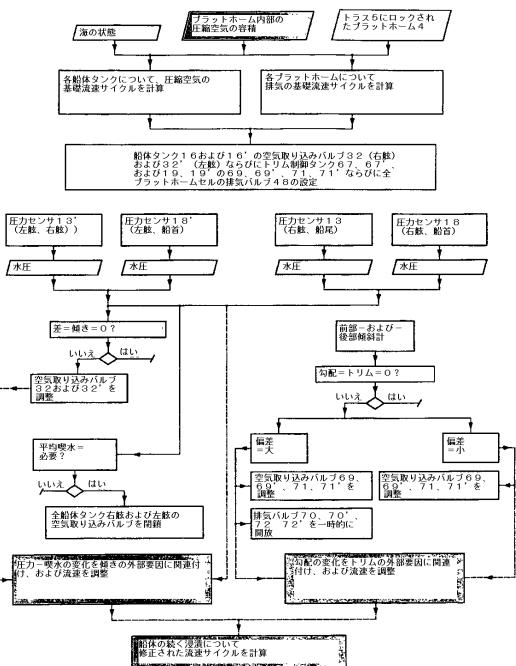 海の状態
プラットホーム内部の
圧縮空気の容積
トラス5にロックされ
たプラットホーム4
各船体タンクについて、圧縮空気の
基礎流速サイクルを計算
各プラットホームについて
排気の基礎流速サイクルを計算
船体タンク16および16'の空気取り込みバルブ32(右舷)
および32'(左舷)ならびにトリム制御タンク67、67'、
および19、19'の69、69'、71、71'ならびに全
プラットホームセルの排気バルブ48の設定
圧力センサ13'
(左舷、右舷))
圧力センサ18'
(左舷、船首)
圧力センサ13
(右舷、船尾)
圧力センサ18
(右舷、船首)
水圧
水圧
水圧
水圧
差=傾き=0?
いいえ
はい
空気取り込みバルブ
32および32'を
調整
前部-および-
後部傾斜計
勾配=トリム=0?
いいえ
はい
平均喫水=
必要?
いいえ
はい
全船体タンク右舷および左舷の
空気取り込みバルブを閉鎖
偏差
=大
偏差
=小
空気取り込みバルブ69、
69'、71、71'を
調整
空気取り込みバルブ69、
69'、71、71'を
調整
排気バルブ70、70'、
72 72'を一時的に
開放
圧力-喫水の変化を傾きの外部要因に関連付
け、および流速を調整
勾配の変化をトリムの外部要因に関連
付け、および流速を調整
船体の続く浸漬について
修正された流速サイクルを計算